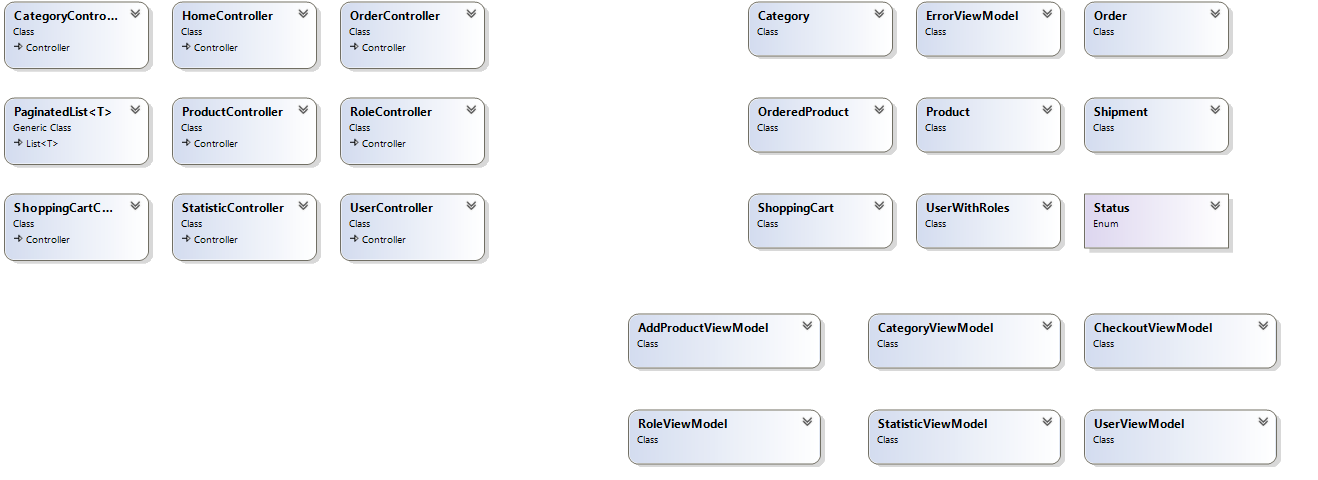 CategoryContro...
Class
Controller
HomeController
Class
Controller
OrderController
Class
Controller
PaginatedList<T>
Generic Class
List<T>
ProductController
Class
Controller
RoleController
Class
Controller
ShoppingCartC...
Class
Controller
StatisticController
Class
Controller
UserController
Class
Controller
Category
Class
ErrorViewModel
Class
Order
Class
OrderedProduct
Class
Product
Class
Shipment
Class
ShoppingCart
Class
UserWithRoles
Class
Status
Enum
AddProductViewModel
Class
CategoryViewModel
Class
CheckoutViewModel
Class
RoleViewModel
Class
StatisticViewModel
Class
UserViewModel
Class